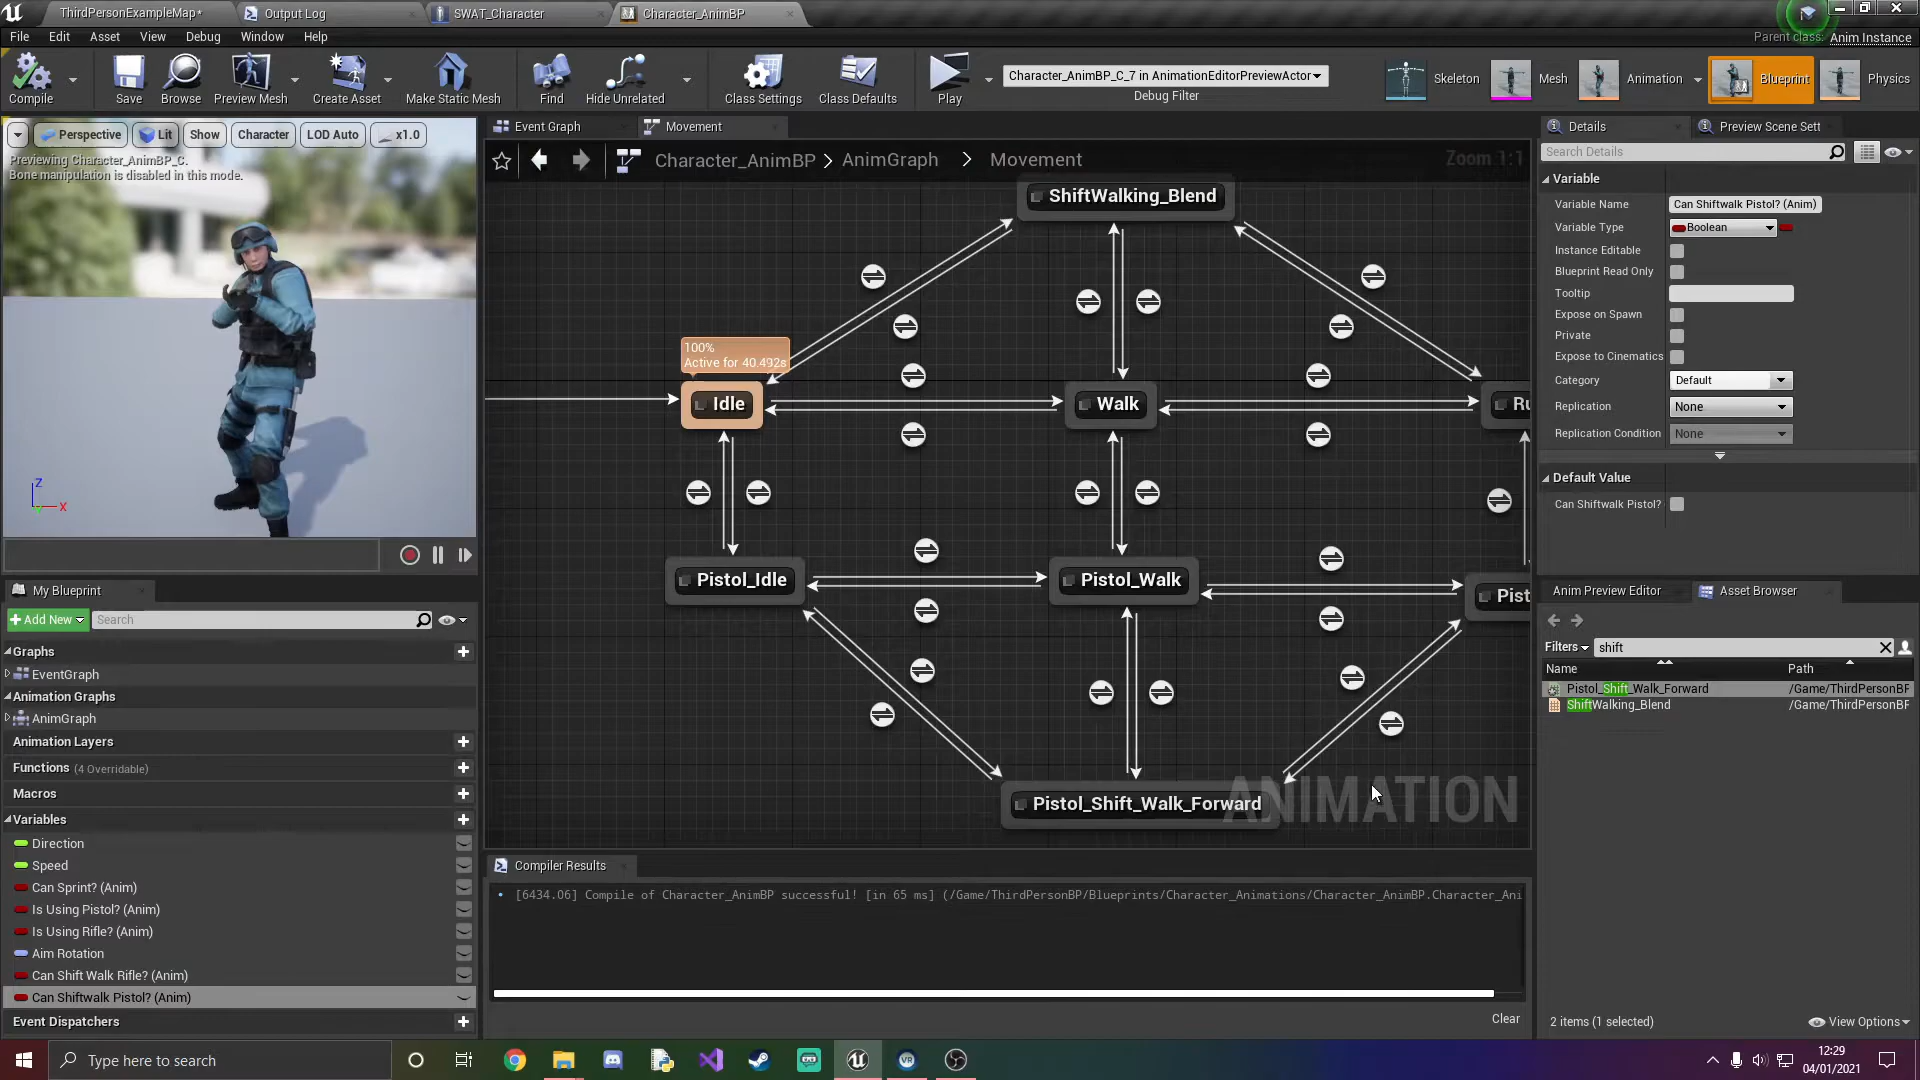 ThirdPersonExampleMap*
Output Log
SWAT_Character
Character_AnimBP
File
Edit
Asset
View
Debug
Window
Help
Parent class:
Anim Instance
Compile
Save
Browse
Preview Mesh
Create Asset
Make Static Mesh
Find
Hide Unrelated
Class Settings
Class Defaults
Play
Character_AnimBP_C_7 in AnimationEditorPreviewActor
Debug Filter
Skeleton
Mesh
Animation
Blueprint
Physics
Perspective
Lit
Show
Character
LOD Auto
x1.0
Previewing Character_AnimBP_C.
Bone manipulation is disabled in this mode.
Z
X
Event Graph
Movement
Character_AnimBP > AnimGraph > Movement
Zoom 1:1
ShiftWalking_Blend
100%
Active for 40.492s
Idle
Walk
Ru
Pistol_Idle
Pistol_Walk
Pist
Pistol_Shift_Walk_Forward
ANIMATION
My Blueprint
Add New
Search
Graphs
EventGraph
Animation Graphs
AnimGraph
Animation Layers
Functions (4 Overridable)
Macros
Variables
Direction
Speed
Can Sprint? (Anim)
Is Using Pistol? (Anim)
Is Using Rifle? (Anim)
Aim Rotation
Can Shift Walk Rifle? (Anim)
Can Shiftwalk Pistol? (Anim)
Event Dispatchers
Compiler Results
[6434.06] Compile of Character_AnimBP successful! [in 65 ms] (/Game/ThirdPersonBP/Blueprints/Character_Animations/Character_AnimBP.Character_Ani
Clear
Details
Preview Scene Sett
Search Details
Variable
Variable Name
Can Shiftwalk Pistol? (Anim)
Variable Type
Boolean
Instance Editable
Blueprint Read Only
Tooltip
Expose on Spawn
Private
Expose to Cinematics
Category
Default
Replication
None
Replication Condition
None
Default Value
Can Shiftwalk Pistol?
Anim Preview Editor
Asset Browser
Filters
shift
Name
Path
Pistol_Shift_Walk_Forward
/Game/ThirdPersonBP
ShiftWalking_Blend
/Game/ThirdPersonBP
2 items (1 selected)
View Options
Type here to search
12:29
04/01/2021